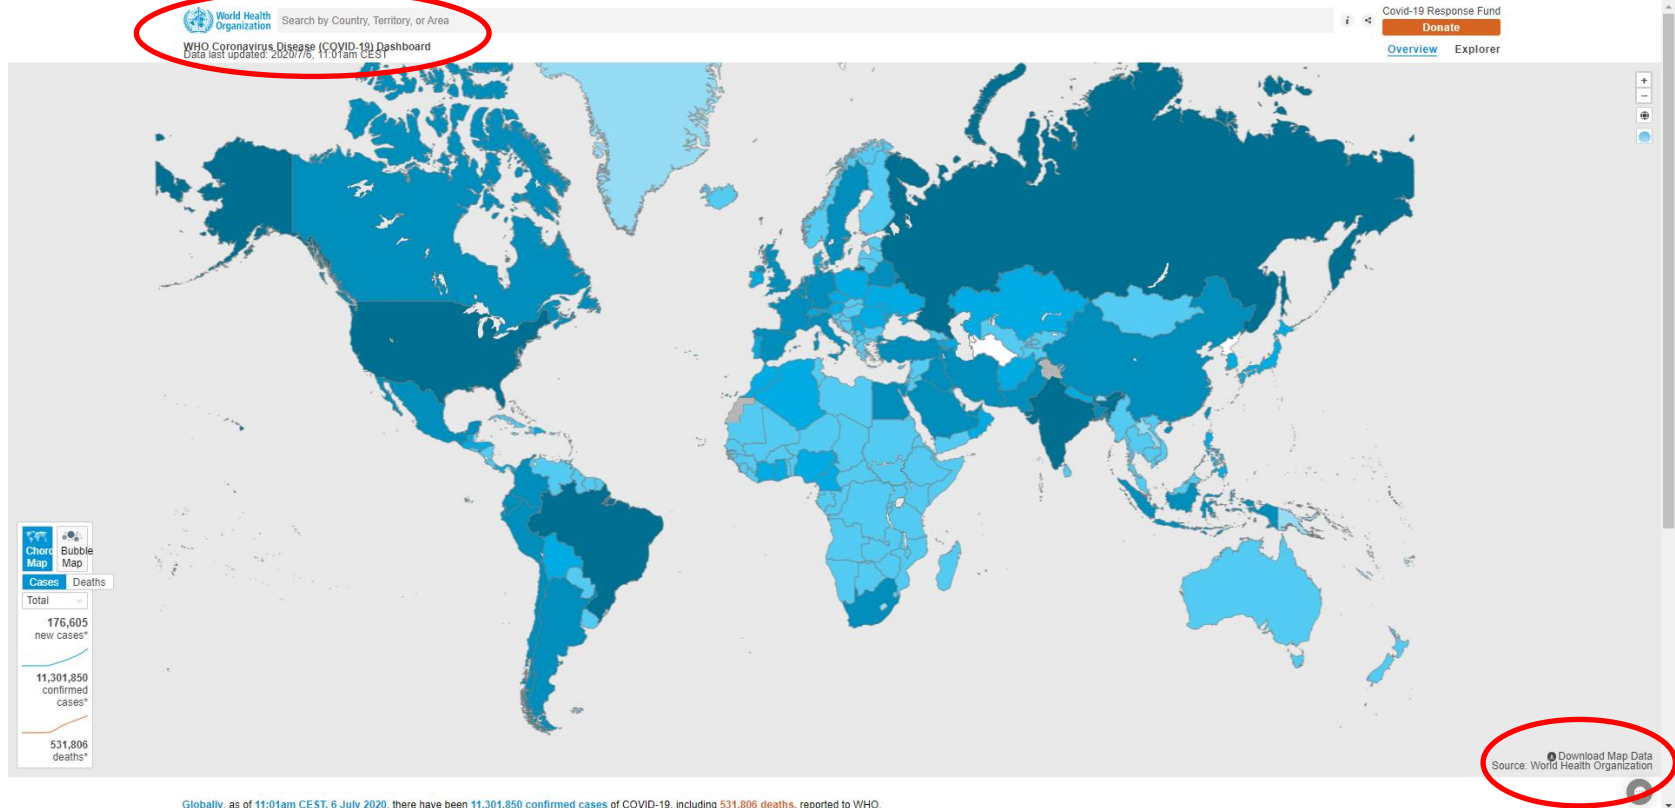 World Health
Organization
Search by Country, Territory, or Area
i
Covid-19 Response Fund
Donate
WHO Coronavirus Disease (COVID-19) Dashboard
Data last updated: 2020/7/6, 11:01am CEST
Overview Explorer
+
−
Choro Bubble
Map Map
Cases Deaths
Total
176,605
new cases*
11,301,850
confirmed
cases*
531,806
deaths*
Download Map Data
Source: World Health Organization
Globally, as of 11:01am CEST, 6 July 2020, there have been 11,301,850 confirmed cases of COVID-19, including 531,806 deaths, reported to WHO.